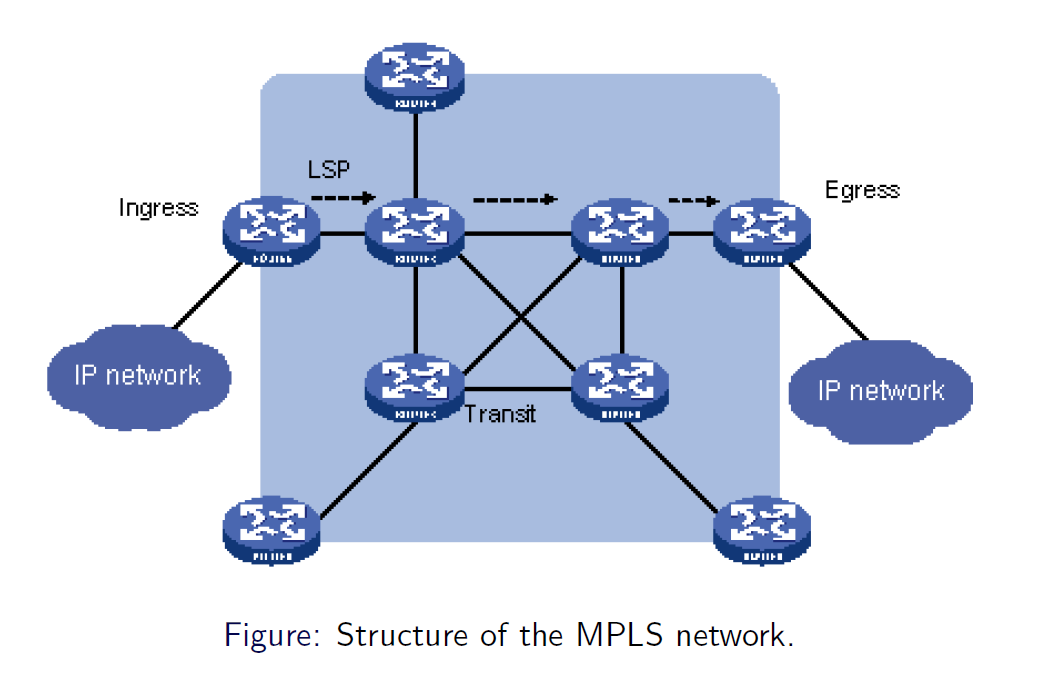 LSP
Ingress
Egress
IP network
IP network
Transit
Figure: Structure of the MPLS network.